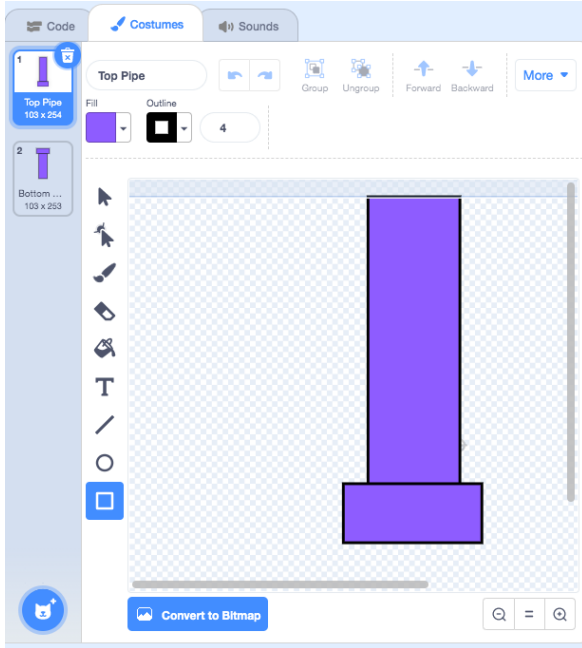 Code
Costumes
Sounds
1
Top Pipe
103 x 254
2
Bottom ...
103 x 253
Top Pipe
Group
Ungroup
Forward
Backward
More
Fill
Outline
4
T
Convert to Bitmap
=